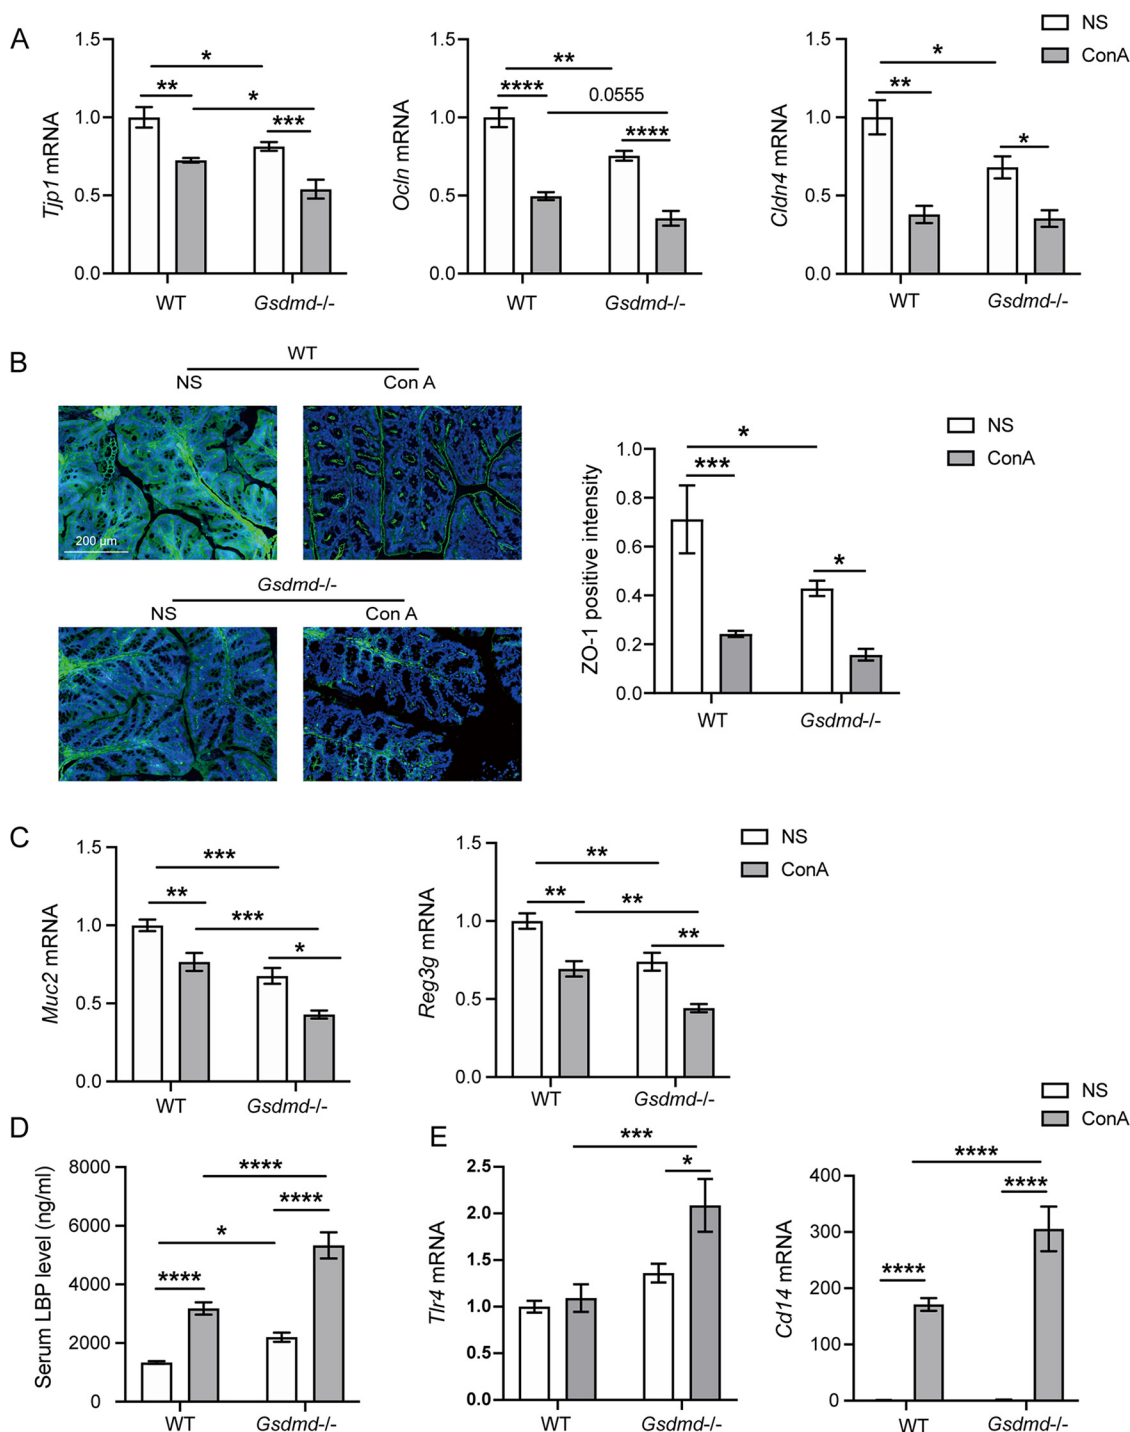 A
NS
ConA
Tjp1 mRNA
1.5
1.0
0.5
0.0
*
**
*
***
WT
Gsdmd-/-
Ocln mRNA
1.5
1.0
0.5
0.0
**
****
0.0555
****
WT
Gsdmd-/-
Cldn4 mRNA
1.5
1.0
0.5
0.0
*
**
*
WT
Gsdmd-/-
B
WT
NS
Con A
200 µm
Gsdmd-/-
NS
Con A
ZO-1 positive intensity
1.0
0.8
0.6
0.4
0.2
0.0
*
***
*
WT
Gsdmd-/-
NS
ConA
C
Muc2 mRNA
1.5
1.0
0.5
0.0
***
**
***
*
WT
Gsdmd-/-
Reg3g mRNA
1.5
1.0
0.5
0.0
**
**
**
**
WT
Gsdmd-/-
NS
ConA
D
Serum LBP level (ng/ml)
8000
6000
4000
2000
0
****
****
*
****
WT
Gsdmd-/-
E
Tlr4 mRNA
2.5
2.0
1.5
1.0
0.5
0.0
***
*
WT
Gsdmd-/-
NS
ConA
Cd14 mRNA
400
300
200
100
0
****
****
****
WT
Gsdmd-/-